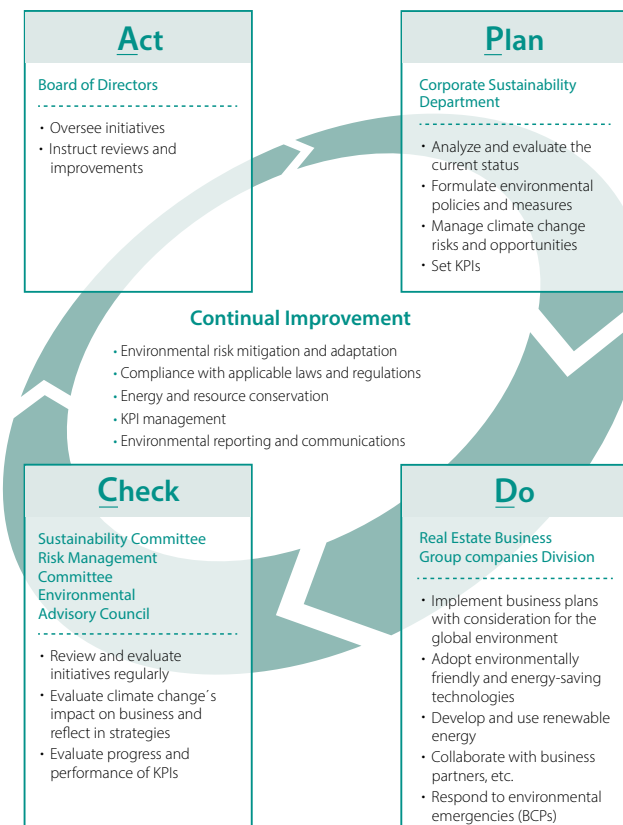 Act
Board of Directors
• Oversee initiatives
• Instruct reviews and
improvements
Plan
Corporate Sustainability
Department
• Analyze and evaluate the
current status
• Formulate environmental
policies and measures
• Manage climate change
risks and opportunities
• Set KPIs
Continual Improvement
• Environmental risk mitigation and adaptation
• Compliance with applicable laws and regulations
• Energy and resource conservation
• KPI management
• Environmental reporting and communications
Check
Sustainability Committee
Risk Management
Committee
Environmental
Advisory Council
• Review and evaluate
initiatives regularly
• Evaluate climate change´s
impact on business and
reflect in strategies
• Evaluate progress and
performance of KPIs
Do
Real Estate Business
Group companies Division
• Implement business plans
with consideration for the
global environment
• Adopt environmentally
friendly and energy-saving
technologies
• Develop and use renewable
energy
• Collaborate with business
partners, etc.
• Respond to environmental
emergencies (BCPs)